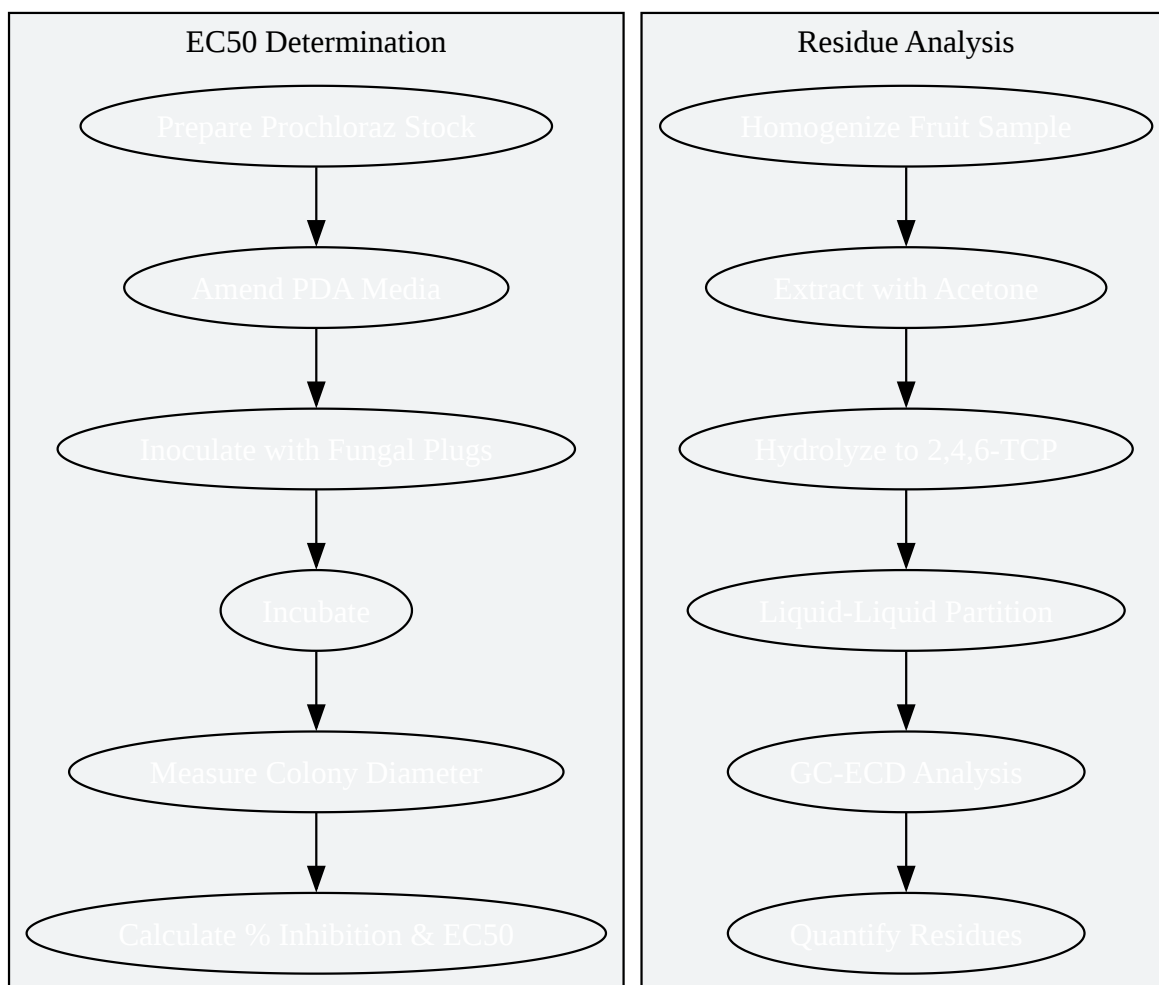 EC50 Determination
Prepare Prochloraz Stock
Amend PDA Media
Inoculate with Fungal Plugs
Incubate
Measure Colony Diameter
Calculate % Inhibition & EC50
Residue Analysis
Homogenize Fruit Sample
Extract with Acetone
Hydrolyze to 2,4,6-TCP
Liquid-Liquid Partition
GC-ECD Analysis
Quantify Residues